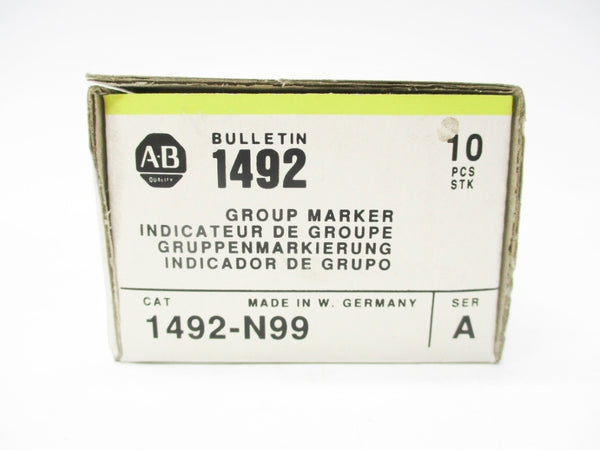 A-B
QUALITY
BULLETIN
1492
10
PCS
STK
GROUP MARKER
INDICATEUR DE GROUPE
GRUPPENMARKIERUNG
INDICADOR DE GRUPO
CAT MADE IN W. GERMANY SER
1492-N99 A